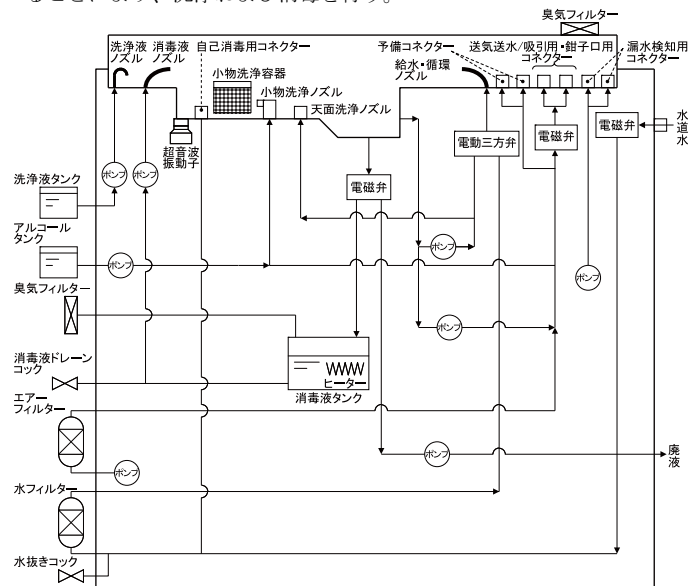 ることにより、洗浄および消毒を行う。
臭気フィルター
洗浄液
ノズル
消毒液
ノズル
自己消毒用コネクター
予備コネクター
送気送水/吸引用・鉗子口用
コネクター
漏水検知用
コネクター
小物洗浄容器
給水・循環
ノズル
小物洗浄ノズル
天面洗浄ノズル
水道水
超音波
振動子
電動三方弁
電磁弁
電磁弁
電磁弁
ポンプ
ポンプ
洗浄液タンク
アルコール
タンク
ポンプ
ポンプ
ポンプ
臭気フィルター
ポンプ
消毒液ドレーン
コック
ヒーター
消毒液タンク
エアー
フィルター
ポンプ
ポンプ
廃液
水フィルター
水抜きコック